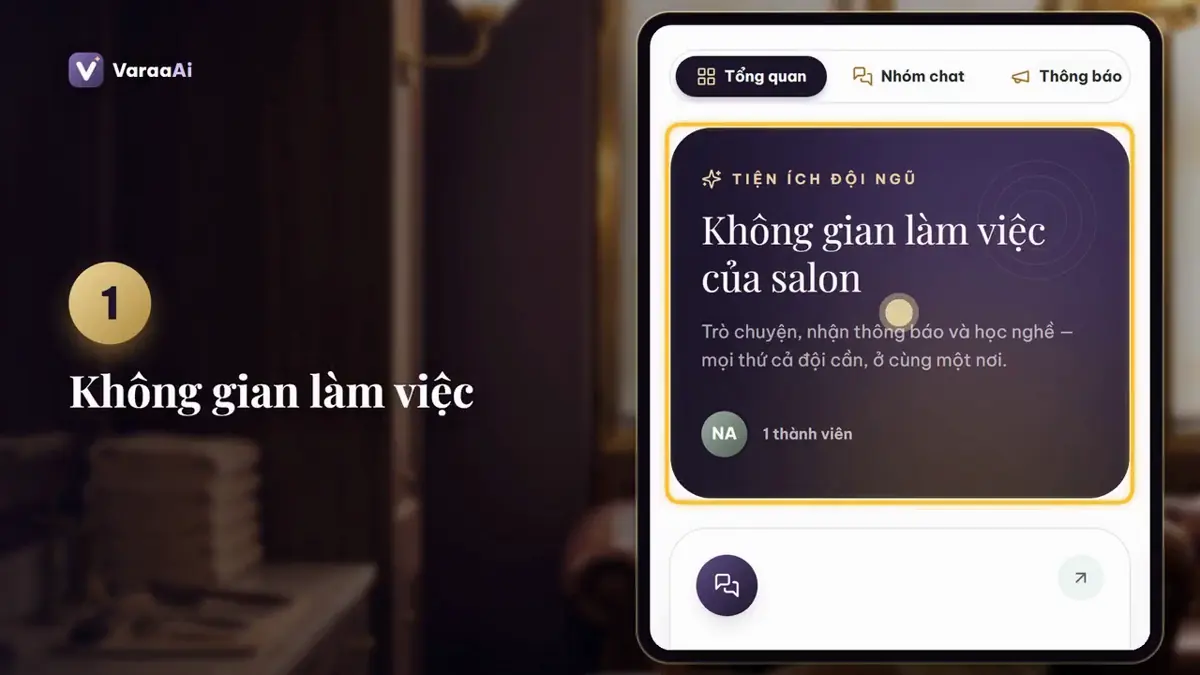 VaraaAi
1
Không gian làm việc
Tổng quan
Nhóm chat
Thông báo
TIỆN ÍCH ĐỘI NGŨ
Không gian làm việc
của salon
Trò chuyện, nhận thông báo và học nghề —
mọi thứ cả đội cần, ở cùng một nơi.
NA
1 thành viên